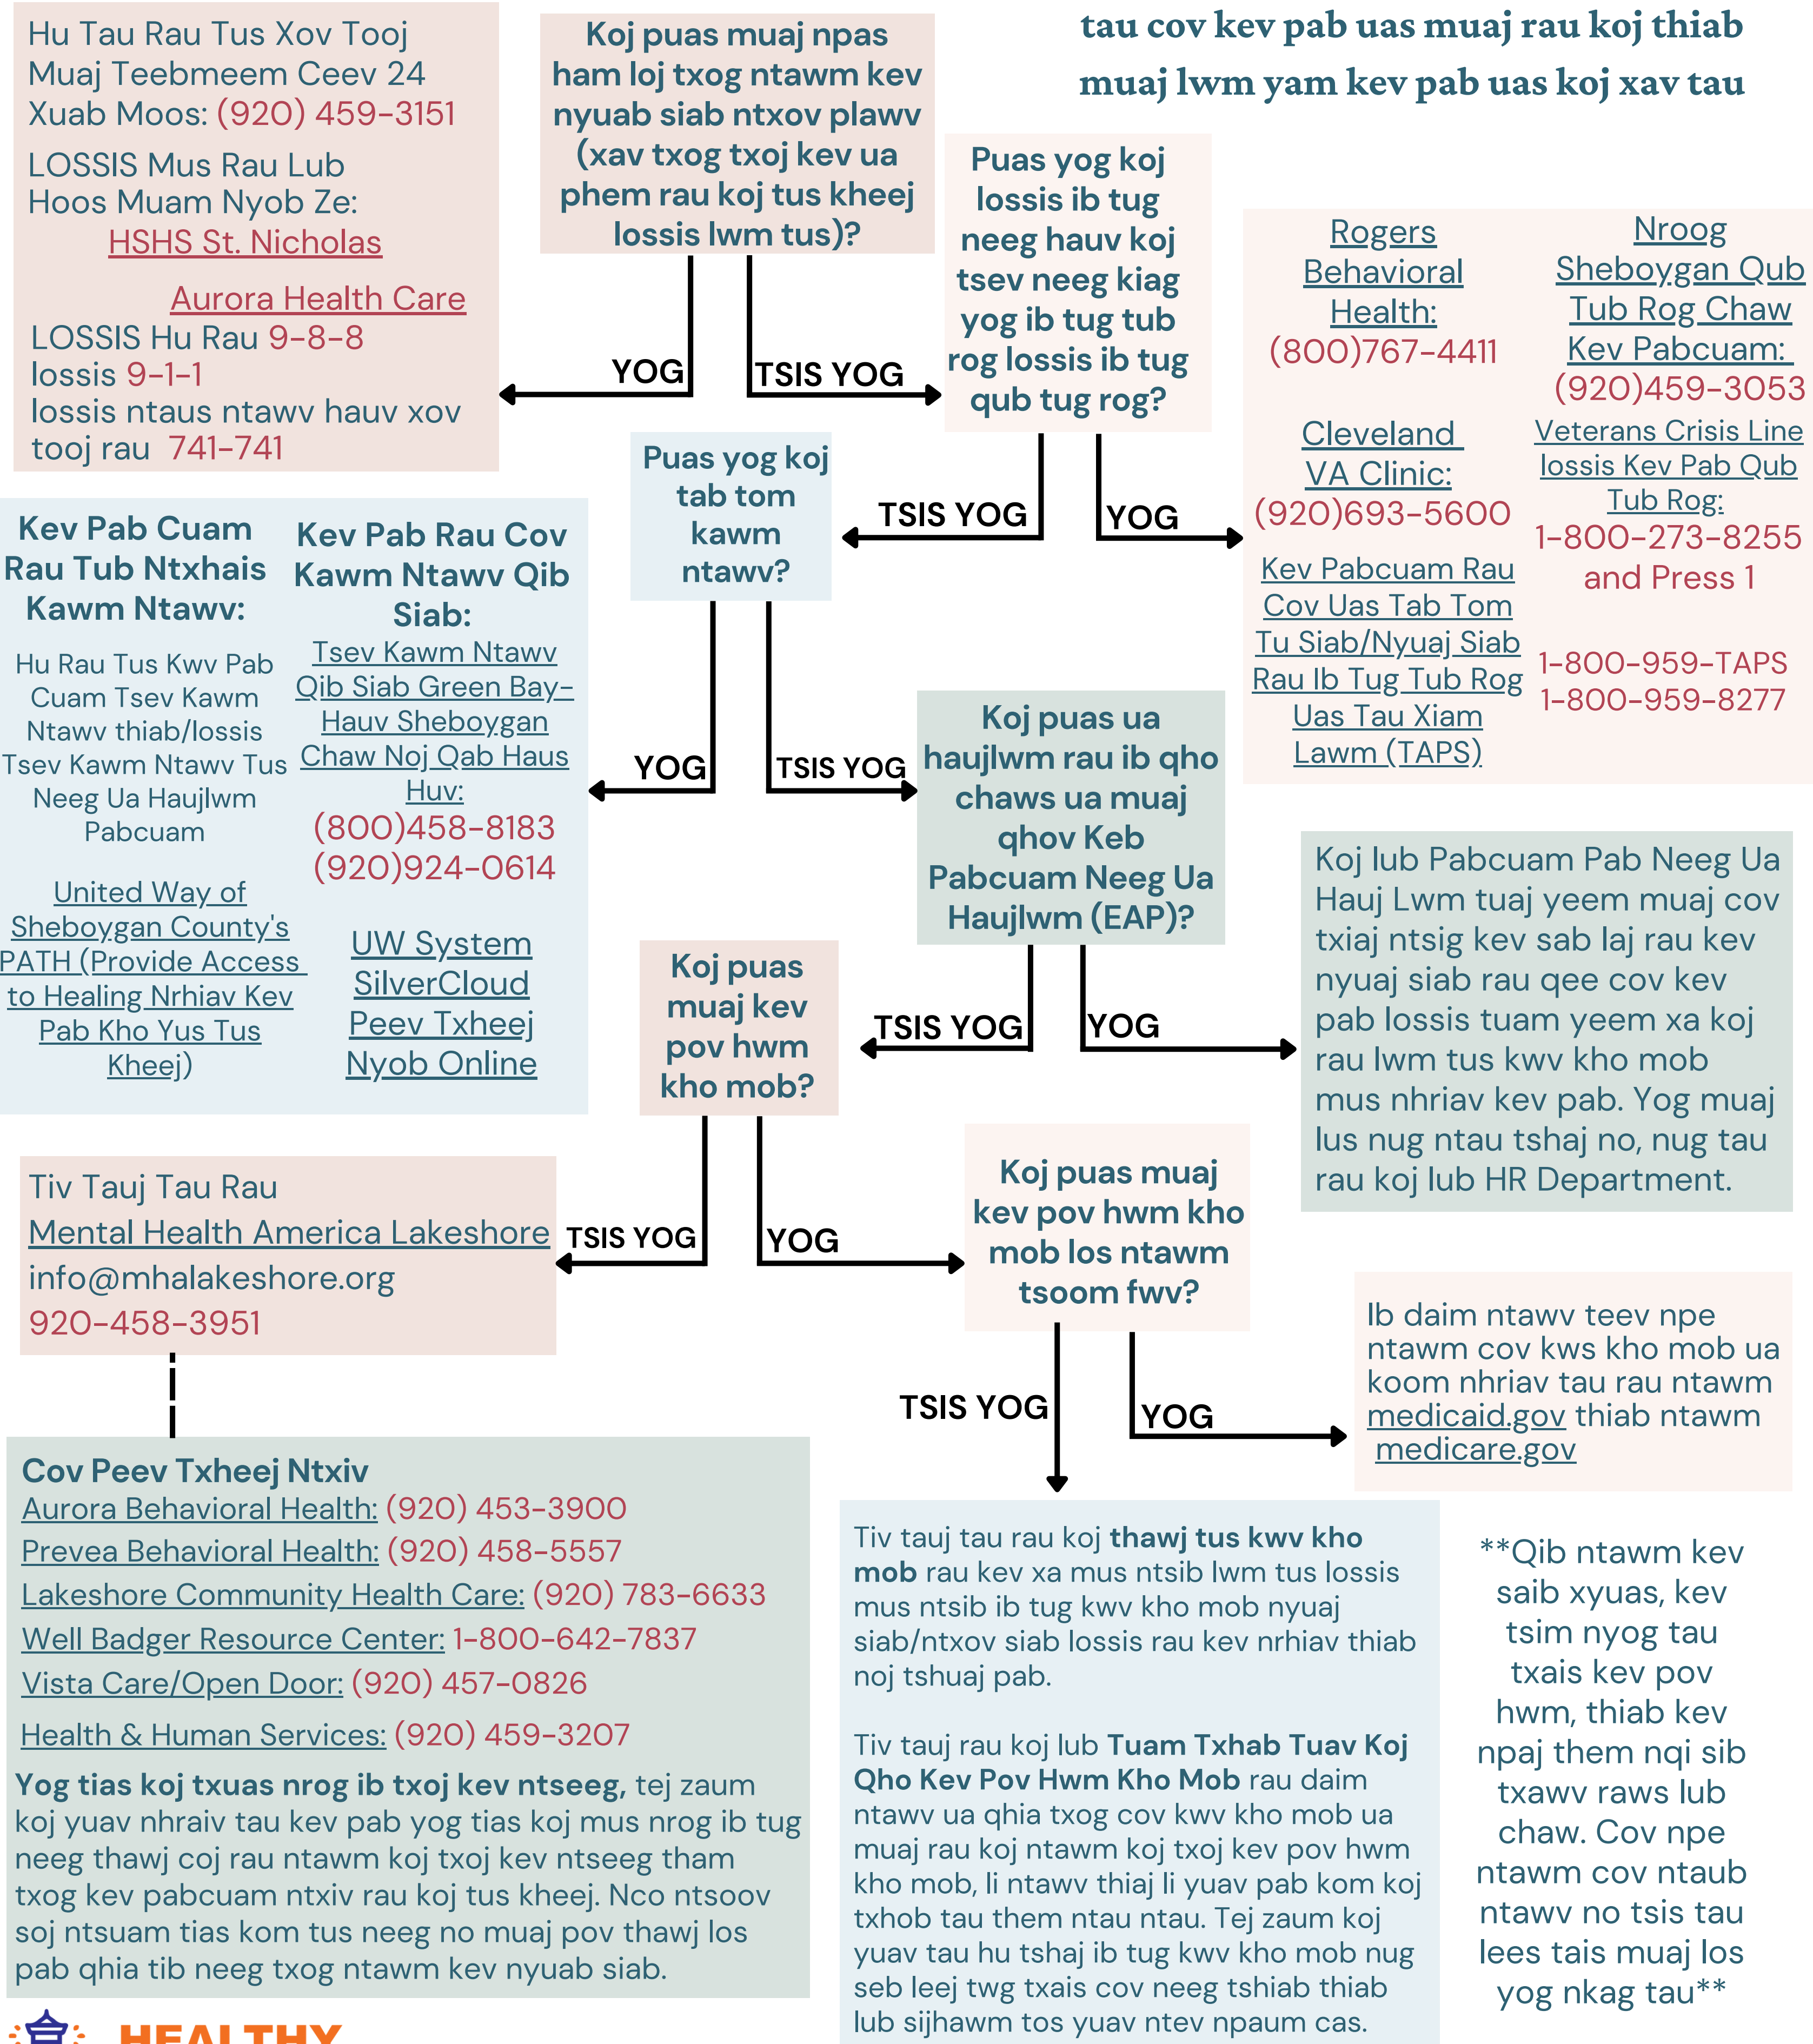 tau cov kev pab uas muaj rau koj thiab
muaj lwm yam kev pab uas koj xav tau
Hu Tau Rau Tus Xov Tooj
Muaj Teebmeem Ceev 24
Xuab Moos: (920) 459-3151
LOSSIS Mus Rau Lub
Hoos Muam Nyob Ze:
HSHS St. Nicholas
Aurora Health Care
LOSSIS Hu Rau 9-8-8
lossis 9-1-1
lossis ntaus ntawv hauv xov
tooj rau 741-741
Koj puas muaj npas
ham loj txog ntawm kev
nyuab siab ntxov plawv
(xav txog txoj kev ua
phem rau koj tus kheej
lossis lwm tus)?
YOG
TSIS YOG
Puas yog koj
lossis ib tug
neeg hauv koj
tsev neeg kiag
yog ib tug tub
rog lossis ib tug
qub tug rog?
TSIS YOG
YOG
Rogers
Behavioral
Health:
(800)767-4411
Cleveland
VA Clinic:
(920)693-5600
Kev Pabcuam Rau
Cov Uas Tab Tom
Tu Siab/Nyuaj Siab
Rau Ib Tug Tub Rog
Uas Tau Xiam
Lawm (TAPS)
Nroog
Sheboygan Qub
Tub Rog Chaw
Kev Pabcuam:
(920)459-3053
Veterans Crisis Line
lossis Kev Pab Qub
Tub Rog:
1-800-273-8255
and Press 1
1-800-959-TAPS
1-800-959-8277
Puas yog koj
tab tom
kawm
ntawv?
YOG
TSIS YOG
Kev Pab Cuam
Rau Tub Ntxhais
Kawm Ntawv:
Hu Rau Tus Kwv Pab
Cuam Tsev Kawm
Ntawv thiab/lossis
Tsev Kawm Ntawv Tus
Neeg Ua Haujlwm
Pabcuam
United Way of
Sheboygan County's
PATH (Provide Access
to Healing Nrhiav Kev
Pab Kho Yus Tus
Kheej)
Kev Pab Rau Cov
Kawm Ntawv Qib
Siab:
Tsev Kawm Ntawv
Qib Siab Green Bay-
Hauv Sheboygan
Chaw Noj Qab Haus
Huv:
(800)458-8183
(920)924-0614
UW System
SilverCloud
Peev Txheej
Nyob Online
Koj puas ua
haujlwm rau ib qho
chaws ua muaj
qhov Keb
Pabcuam Neeg Ua
Haujlwm (EAP)?
TSIS YOG
YOG
Koj lub Pabcuam Pab Neeg Ua
Hauj Lwm tuaj yeem muaj cov
txiaj ntsig kev sab laj rau kev
nyuaj siab rau qee cov kev
pab lossis tuam yeem xa koj
rau lwm tus kwv kho mob
mus nhriav kev pab. Yog muaj
lus nug ntau tshaj no, nug tau
rau koj lub HR Department.
Koj puas
muaj kev
pov hwm
kho mob?
TSIS YOG
YOG
Tiv Tauj Tau Rau
Mental Health America Lakeshore
info@mhalakeshore.org
920-458-3951
Koj puas muaj
kev pov hwm kho
mob los ntawm
tsoom fwv?
TSIS YOG
YOG
Ib daim ntawv teev npe
ntawm cov kws kho mob ua
koom nhriav tau rau ntawm
medicaid.gov thiab ntawm
medicare.gov
Cov Peev Txheej Ntxiv
Aurora Behavioral Health: (920) 453-3900
Prevea Behavioral Health: (920) 458-5557
Lakeshore Community Health Care: (920) 783-6633
Well Badger Resource Center: 1-800-642-7837
Vista Care/Open Door: (920) 457-0826
Health & Human Services: (920) 459-3207
Yog tias koj txuas nrog ib txoj kev ntseeg, tej zaum
koj yuav nhraiv tau kev pab yog tias koj mus nrog ib tug
neeg thawj coj rau ntawm koj txoj kev ntseeg tham
txog kev pabcuam ntxiv rau koj tus kheej. Nco ntsoov
soj ntsuam tias kom tus neeg no muaj pov thawj los
pab qhia tib neeg txog ntawm kev nyuab siab.
Tiv tauj tau rau koj thawj tus kwv kho
mob rau kev xa mus ntsib lwm tus lossis
mus ntsib ib tug kwv kho mob nyuaj
siab/ntxov siab lossis rau kev nrhiav thiab
noj tshuaj pab.
Tiv tauj rau koj lub Tuam Txhab Tuav Koj
Qho Kev Pov Hwm Kho Mob rau daim
ntawv ua qhia txog cov kwv kho mob ua
muaj rau koj ntawm koj txoj kev pov hwm
kho mob, li ntawv thiaj li yuav pab kom koj
txhob tau them ntau ntau. Tej zaum koj
yuav tau hu tshaj ib tug kwv kho mob nug
seb leej twg txais cov neeg tshiab thiab
lub sijhawm tos yuav ntev npaum cas.
**Qib ntawm kev
saib xyuas, kev
tsim nyog tau
txais kev pov
hwm, thiab kev
npaj them nqi sib
txawv raws lub
chaw. Cov npe
ntawm cov ntaub
ntawv no tsis tau
lees tais muaj los
yog nkag tau**
HEALTHY